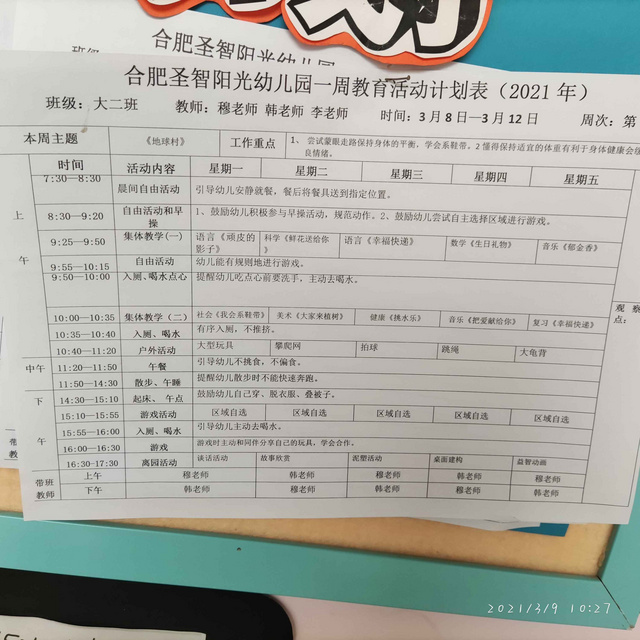 划
合肥圣智阳光幼儿园
班级
合肥圣智阳光幼儿园一周教育活动计划表（2021年）
班级：大二班 教师：穆老师 韩老师 李老师 时间：3月8日—3月12日 周次：第
本周主题 《地球村》 工作重点 1、尝试蒙眼走路保持身体的平衡，学会系鞋带。2懂得保持适宜的体重有利于身体健康会
良情绪。
时间 活动内容 星期一 星期二 星期三 星期四 星期五
上午
7:30—8:30 晨间自由活动 引导幼儿安静就餐，餐后将餐具送到指定位置。
8:30—9:20 自由活动和早操 1、鼓励幼儿积极参与早操活动，规范动作。2、鼓励幼儿尝试自主选择区域进行游戏。
9:25—9:50 集体教学(一) 语言《顽皮的影子》 科学《鲜花送给你》 语言《幸福快递》 数学《生日礼物》 音乐《郁金香》
9:55—10:15 自由活动 幼儿能有规则地进行游戏。
9:50—10:00 入厕、喝水点心 提醒幼儿吃点心前要洗手，主动去喝水。
10:00—10:35 集体教学（二） 社会《我会系鞋带》 美术《大家来植树》 健康《挑水乐》 音乐《把爱献给你》 复习《幸福快递》
10:35—10:40 入厕、喝水 有序入厕，不推挤。
10:40—11:20 户外活动 大型玩具 攀爬网 拍球 跳绳 大龟背
中午
11:20—11:50 午餐 引导幼儿不挑食，不偏食。
11:50—14:30 散步、午睡 提醒幼儿散步时不能快速奔跑。
下午
14:30—15:10 起床、午点 鼓励幼儿自己穿、脱衣服、叠被子。
15:10—15:55 游戏活动 区域自选 区域自选 区域自选 区域自选 区域自选
15:55—16:00 入厕、喝水 引导幼儿主动去喝水。
16:00—16:30 游戏 游戏时主动和同伴分享自己的玩具，学会合作。
16:30-17:30 离园活动 谈话活动 故事欣赏 泥塑活动 桌面建构 益智动画
带班教师 上午 穆老师 韩老师 穆老师 韩老师 穆老师
下午 韩老师 穆老师 韩老师 穆老师 韩老师
观察
点：
带
教
2021/3/9 10:27